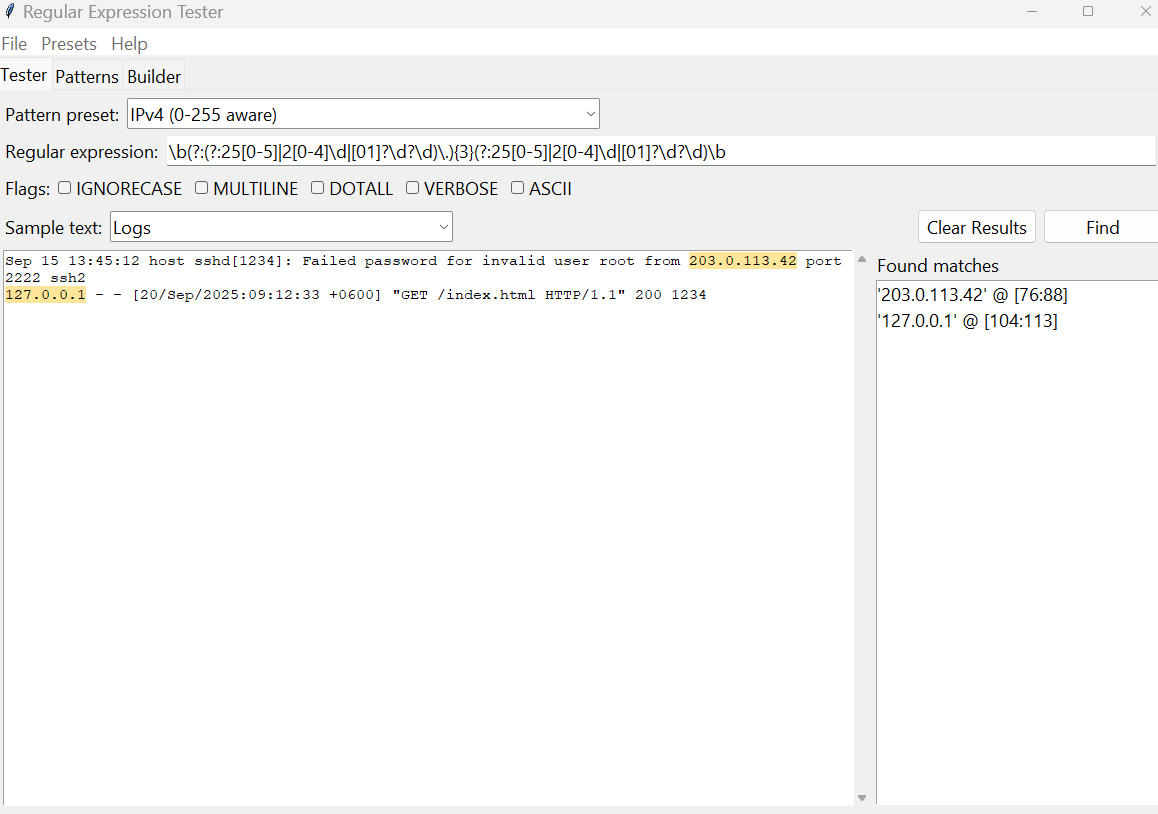 Regular Expression Tester
File Presets Help
Tester Patterns Builder
Pattern preset: IPv4 (0-255 aware)
Regular expression: \b(?:(?:25[0-5]|2[0-4]\d|[01]?\d?\d)\.){3}(?:25[0-5]|2[0-4]\d|[01]?\d?\d)\b
Flags: IGNORECASE MULTILINE DOTALL VERBOSE ASCII
Sample text: Logs Clear Results Find
Sep 15 13:45:12 host sshd[1234]: Failed password for invalid user root from 203.0.113.42 port
2222 ssh2
127.0.0.1 - - [20/Sep/2025:09:12:33 +0600] "GET /index.html HTTP/1.1" 200 1234
Found matches
'203.0.113.42' @ [76:88]
'127.0.0.1' @ [104:113]